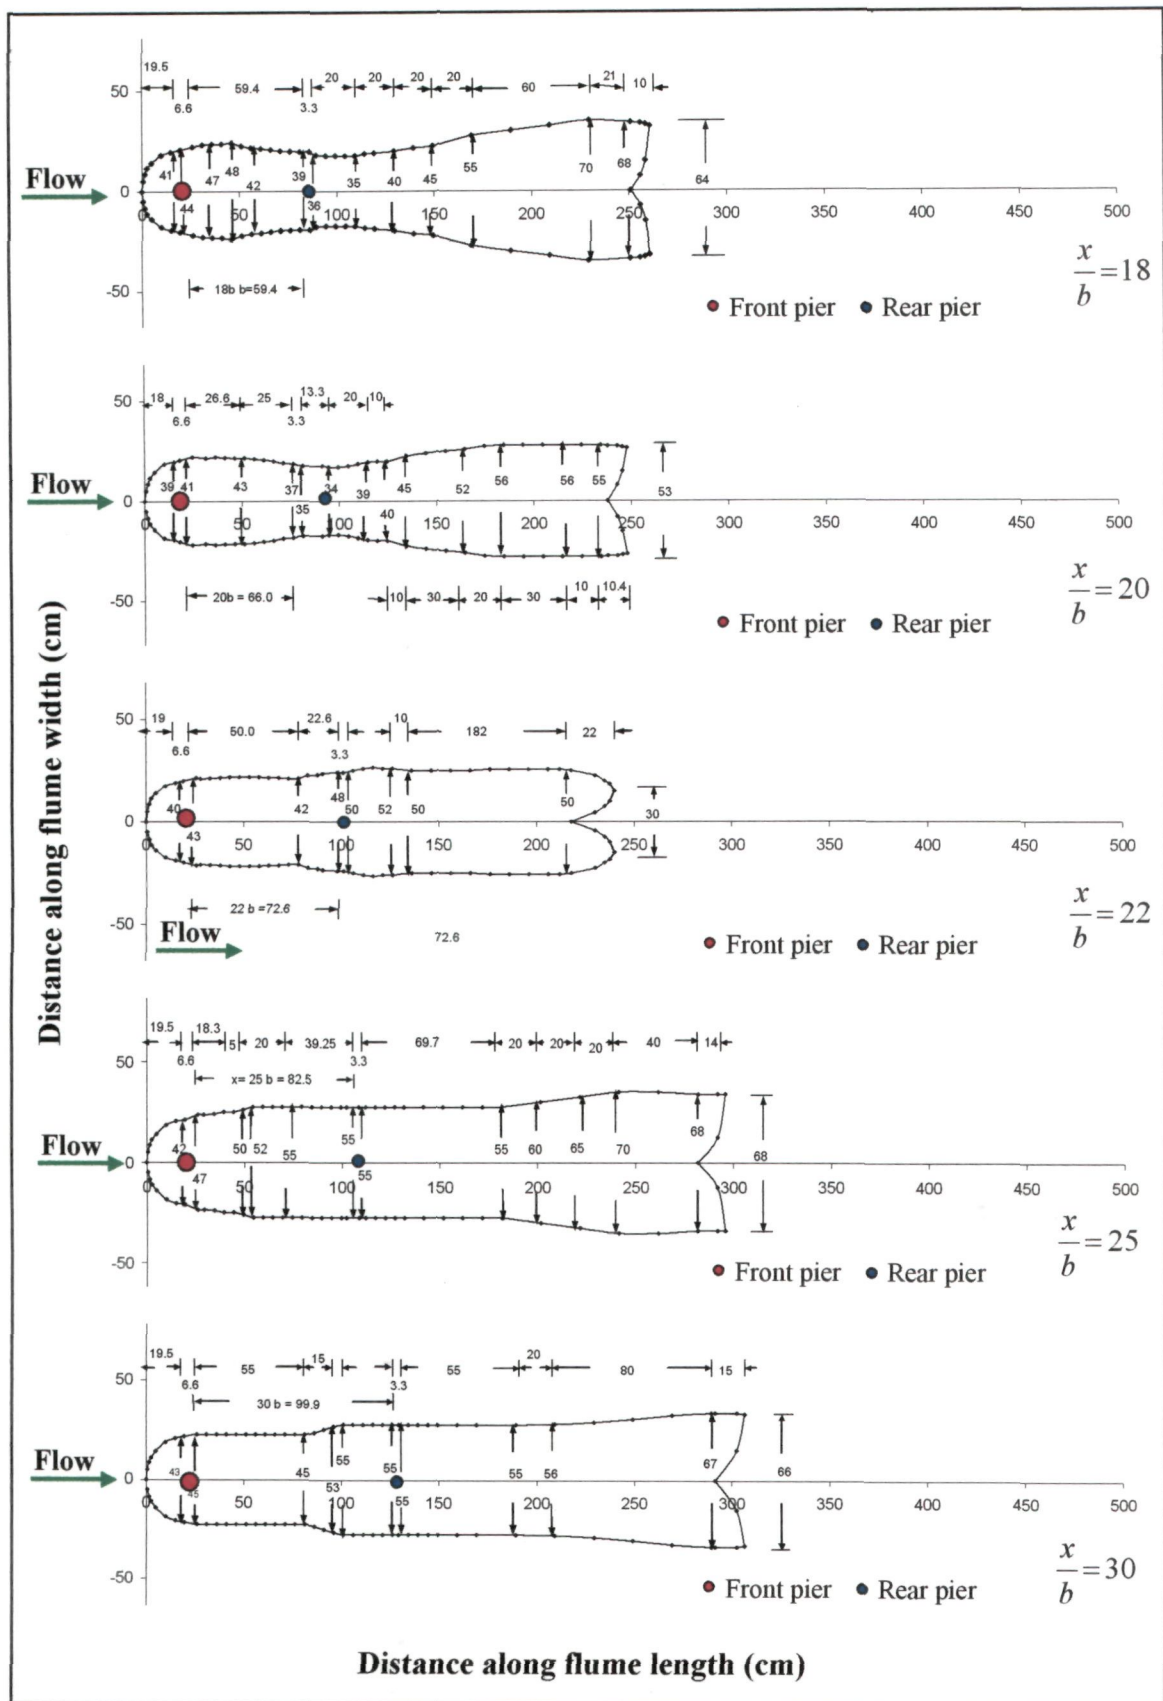 19.5 59.4 20 20 20 20 60 21 10
6.6 3.3
50
Flow 41 47 48 42 39 35 40 45 55 70 68 64
0
44 36
0 50 100 150 200 250 300 350 400 450 500
-50
18b b=59.4
x/b=18
Front pier Rear pier
18 26.6 25 13.3 20 10
6.6 3.3
50
Flow 39 41 43 37 34 39 45 52 56 56 55 53
0
35 40
0 50 100 150 200 250 300 350 400 450 500
-50
20b = 66.0 10 30 20 30 10 10.4
x/b=20
Front pier Rear pier
19 50.0 22.6 10 182 22
6.6 3.3
50
40 42 48 50 52 50 50 30
0
43
0 50 100 150 200 250 300 350 400 450 500
-50
22 b =72.6
Flow
72.6
x/b=22
Front pier Rear pier
19.5 18.3 5 20 39.25 69.7 20 20 20 40 14
6.6 3.3
x= 25 b = 82.5
50
Flow 42 50 52 55 55 55 60 65 70 68 68
0
47 55
0 50 100 150 200 250 300 350 400 450 500
-50
x/b=25
Front pier Rear pier
19.5 55 15 55 20 80 15
6.6 3.3
30 b = 99.9
50
Flow 43 45 55 55 55 56 67 66
0
45 53 55
0 50 100 150 200 250 300 350 400 450 500
-50
x/b=30
Front pier Rear pier
Distance along flume width (cm)
Distance along flume length (cm)